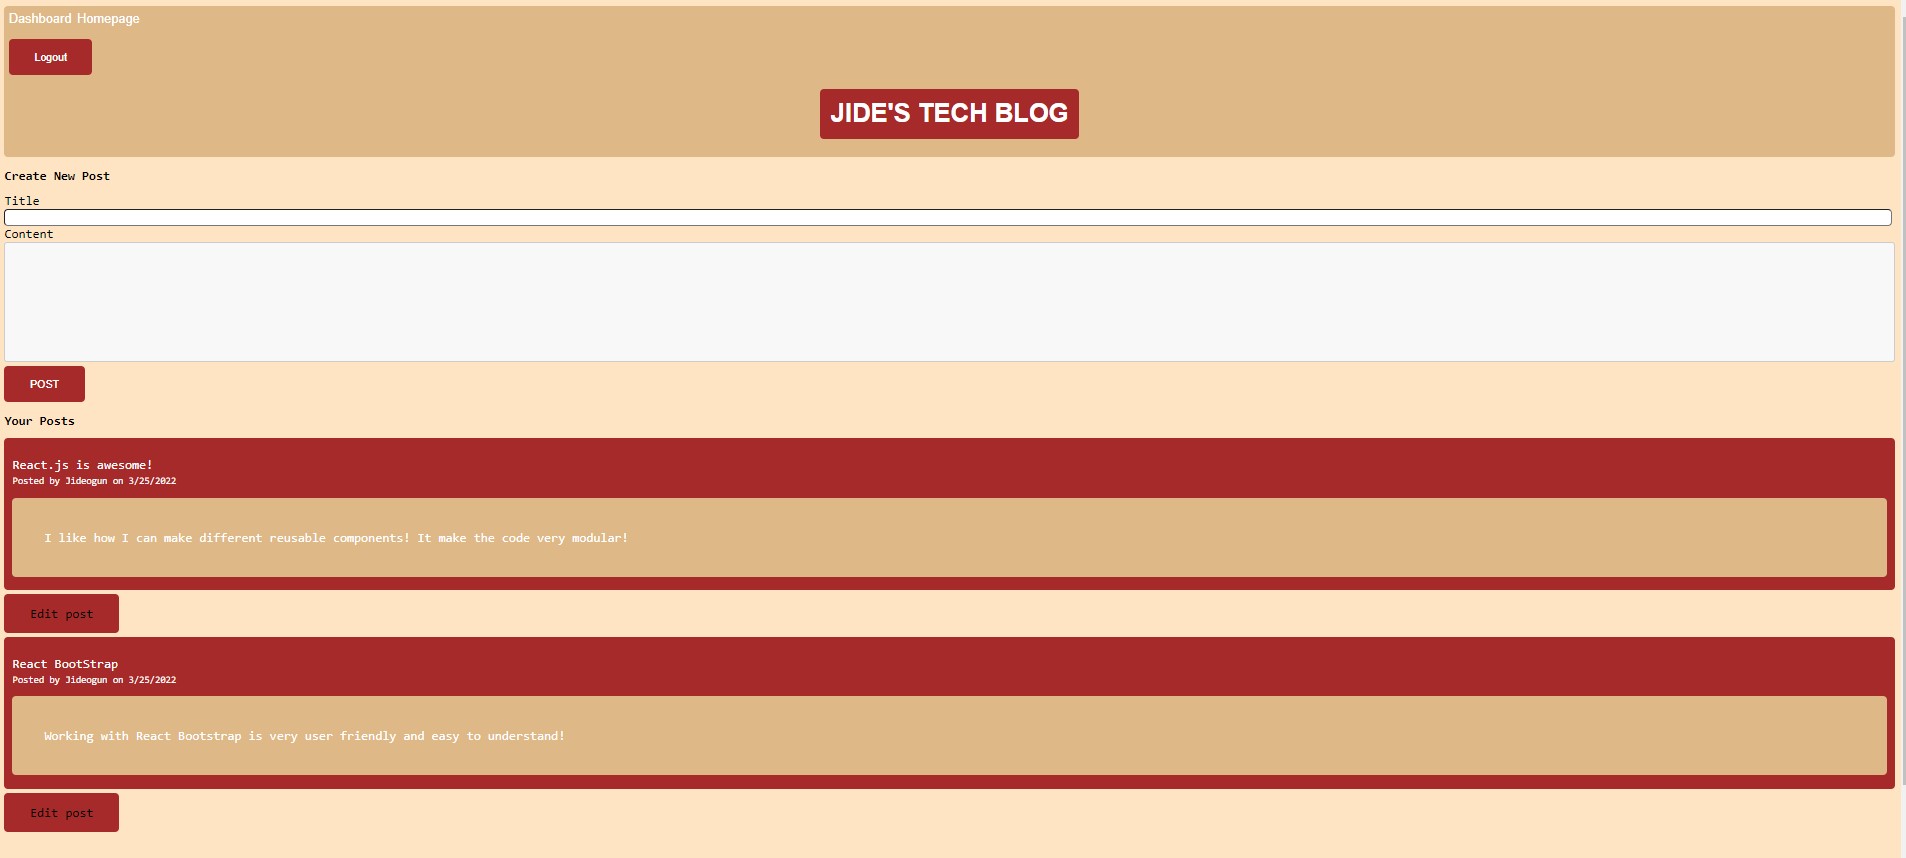 Dashboard Homepage
Logout
JIDE'S TECH BLOG
Create New Post
Title
Content
POST
Your Posts
React.js is awesome!
Posted by Jideogun on 3/25/2022
I like how I can make different reusable components! It make the code very modular!
Edit post
React BootStrap
Posted by Jideogun on 3/25/2022
Working with React Bootstrap is very user friendly and easy to understand!
Edit post